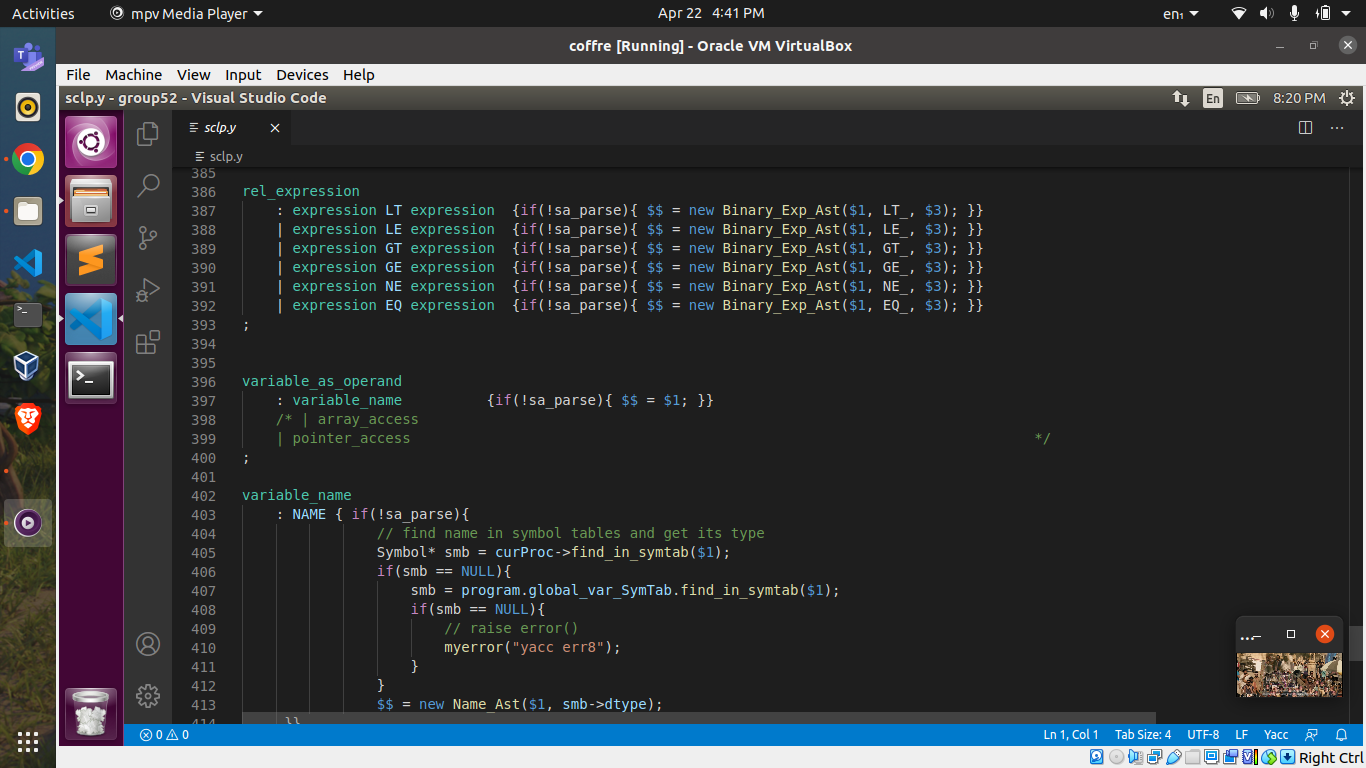 Activities mpv Media Player Apr 22 4:41 PM en₁
coffre [Running] - Oracle VM VirtualBox
File Machine View Input Devices Help
sclp.y - group52 - Visual Studio Code En 8:20 PM
sclp.y
sclp.y
385
386 rel_expression
387 : expression LT expression {if(!sa_parse){ $$ = new Binary_Exp_Ast($1, LT_, $3); }}
388 | expression LE expression {if(!sa_parse){ $$ = new Binary_Exp_Ast($1, LE_, $3); }}
389 | expression GT expression {if(!sa_parse){ $$ = new Binary_Exp_Ast($1, GT_, $3); }}
390 | expression GE expression {if(!sa_parse){ $$ = new Binary_Exp_Ast($1, GE_, $3); }}
391 | expression NE expression {if(!sa_parse){ $$ = new Binary_Exp_Ast($1, NE_, $3); }}
392 | expression EQ expression {if(!sa_parse){ $$ = new Binary_Exp_Ast($1, EQ_, $3); }}
393 ;
394
395
396 variable_as_operand
397 : variable_name {if(!sa_parse){ $$ = $1; }}
398 /* | array_access
399 | pointer_access */
400 ;
401
402 variable_name
403 : NAME { if(!sa_parse){
404 // find name in symbol tables and get its type
405 Symbol* smb = curProc->find_in_symtab($1);
406 if(smb == NULL){
407 smb = program.global_var_SymTab.find_in_symtab($1);
408 if(smb == NULL){
409 // raise error()
410 myerror("yacc err8");
411 }
412 }
413 $$ = new Name_Ast($1, smb->dtype);
414 }}
0 0 Ln 1, Col 1 Tab Size: 4 UTF-8 LF Yacc
Right Ctrl